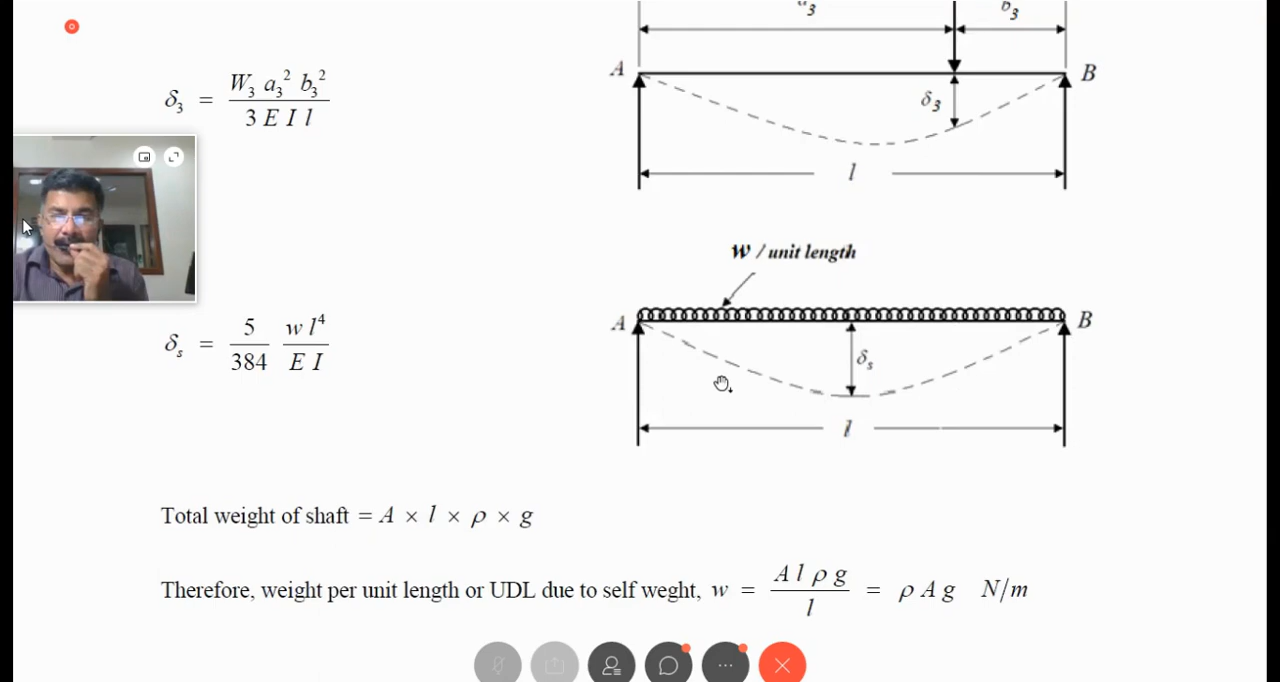 a₃ b₃
δ₃ = W₃ a₃² b₃² / 3 E I l
A B
δ₃
l
W / unit length
A B
δₛ = 5/384 w l⁴ / E I
δₛ
l
Total weight of shaft = A × l × ρ × g
Therefore, weight per unit length or UDL due to self weght, w = A l ρ g / l = ρ A g N/m